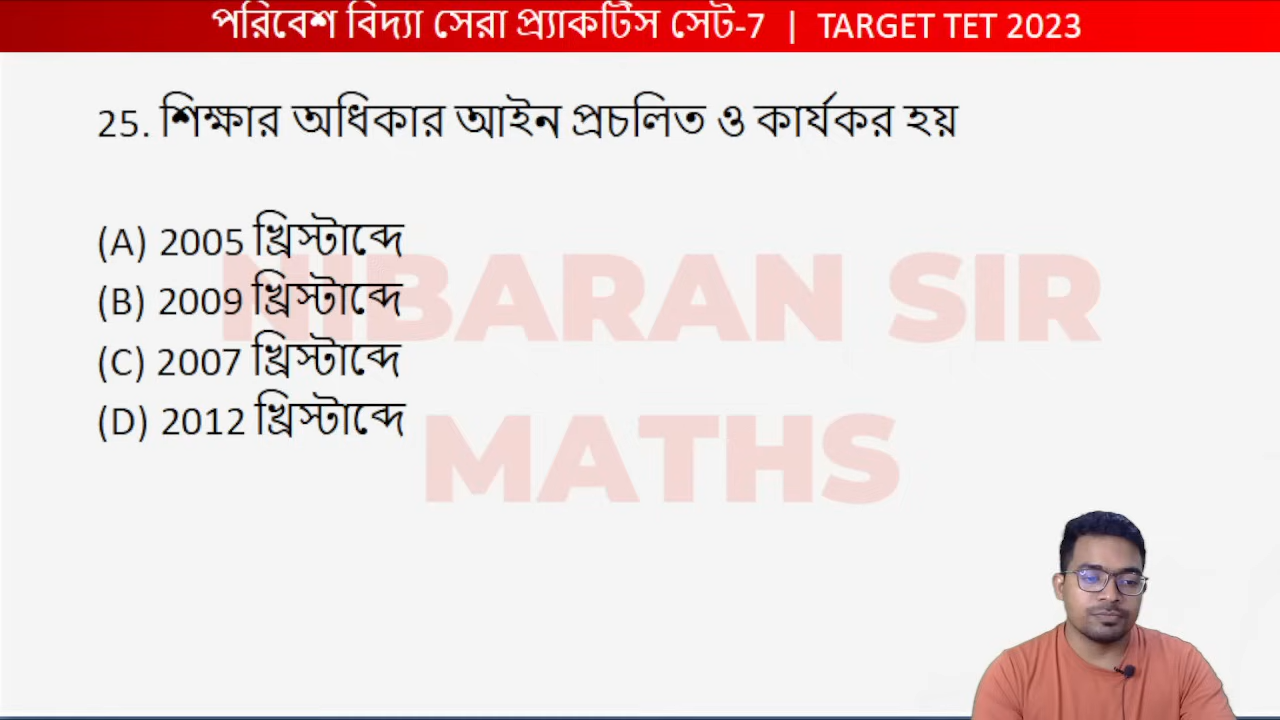 পরিবেশ বিদ্যা সেরা প্র্যাকটিস সেট-7 | TARGET TET 2023
25. শিক্ষার অধিকার আইন প্রচলিত ও কার্যকর হয়
(A) 2005 খ্রিস্টাব্দে
(B) 2009 খ্রিস্টাব্দে
(C) 2007 খ্রিস্টাব্দে
(D) 2012 খ্রিস্টাব্দে
NIBARAN SIR
MATHS